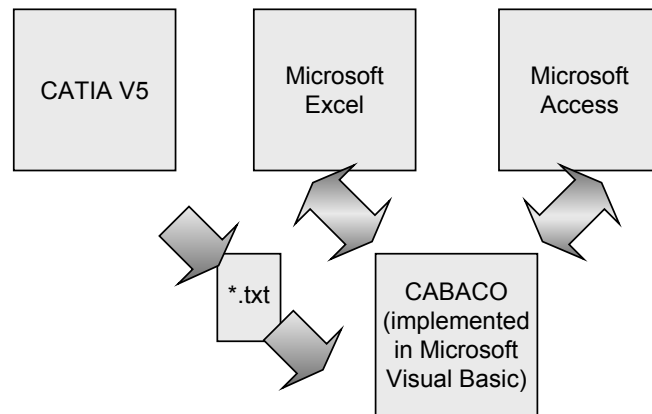 CATIA V5
Microsoft
Excel
Microsoft
Access
*.txt
CABACO
(implemented
in Microsoft
Visual Basic)